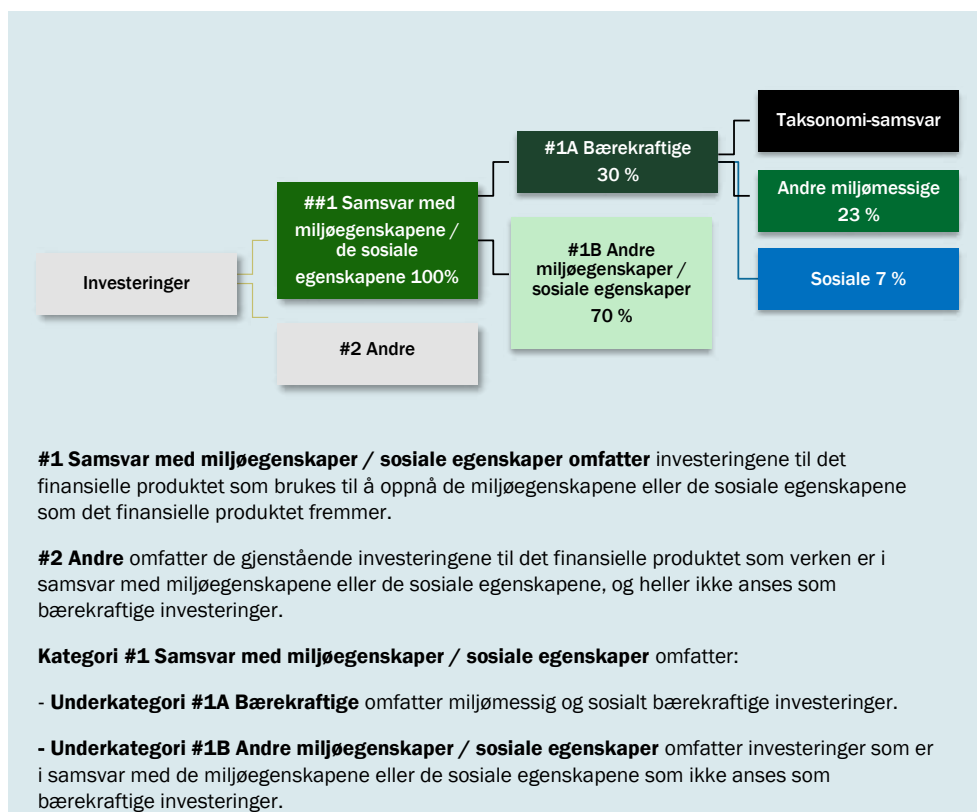 Investeringer
##1 Samsvar med
miljøegenskapene /
de sosiale
egenskapene 100%
#2 Andre
#1A Bærekraftige
30 %
#1B Andre
miljøegenskaper /
sosiale egenskaper
70 %
Taksonomi-samsvar
Andre miljømessige
23 %
Sosiale 7 %
#1 Samsvar med miljøegenskaper / sosiale egenskaper omfatter investeringene til det
finansielle produktet som brukes til å oppnå de miljøegenskapene eller de sosiale egenskapene
som det finansielle produktet fremmer.
#2 Andre omfatter de gjenstående investeringene til det finansielle produktet som verken er i
samsvar med miljøegenskapene eller de sosiale egenskapene, og heller ikke anses som
bærekraftige investeringer.
Kategori #1 Samsvar med miljøegenskaper / sosiale egenskaper omfatter:
- Underkategori #1A Bærekraftige omfatter miljømessig og sosialt bærekraftige investeringer.
- Underkategori #1B Andre miljøegenskaper / sosiale egenskaper omfatter investeringer som er
i samsvar med de miljøegenskapene eller de sosiale egenskapene som ikke anses som
bærekraftige investeringer.